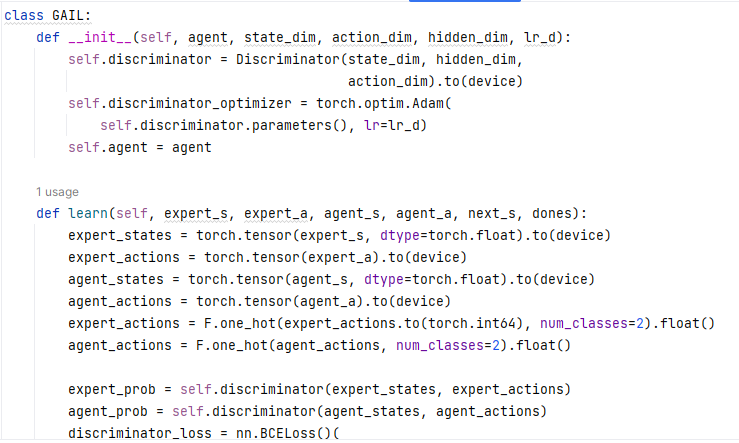 class GAIL:
    def __init__(self, agent, state_dim, action_dim, hidden_dim, lr_d):
        self.discriminator = Discriminator(state_dim, hidden_dim,
                                           action_dim).to(device)
        self.discriminator_optimizer = torch.optim.Adam(
            self.discriminator.parameters(), lr=lr_d)
        self.agent = agent
    1 usage
    def learn(self, expert_s, expert_a, agent_s, agent_a, next_s, dones):
        expert_states = torch.tensor(expert_s, dtype=torch.float).to(device)
        expert_actions = torch.tensor(expert_a).to(device)
        agent_states = torch.tensor(agent_s, dtype=torch.float).to(device)
        agent_actions = torch.tensor(agent_a).to(device)
        expert_actions = F.one_hot(expert_actions.to(torch.int64), num_classes=2).float()
        agent_actions = F.one_hot(agent_actions, num_classes=2).float()
        expert_prob = self.discriminator(expert_states, expert_actions)
        agent_prob = self.discriminator(agent_states, agent_actions)
        discriminator_loss = nn.BCELoss()(